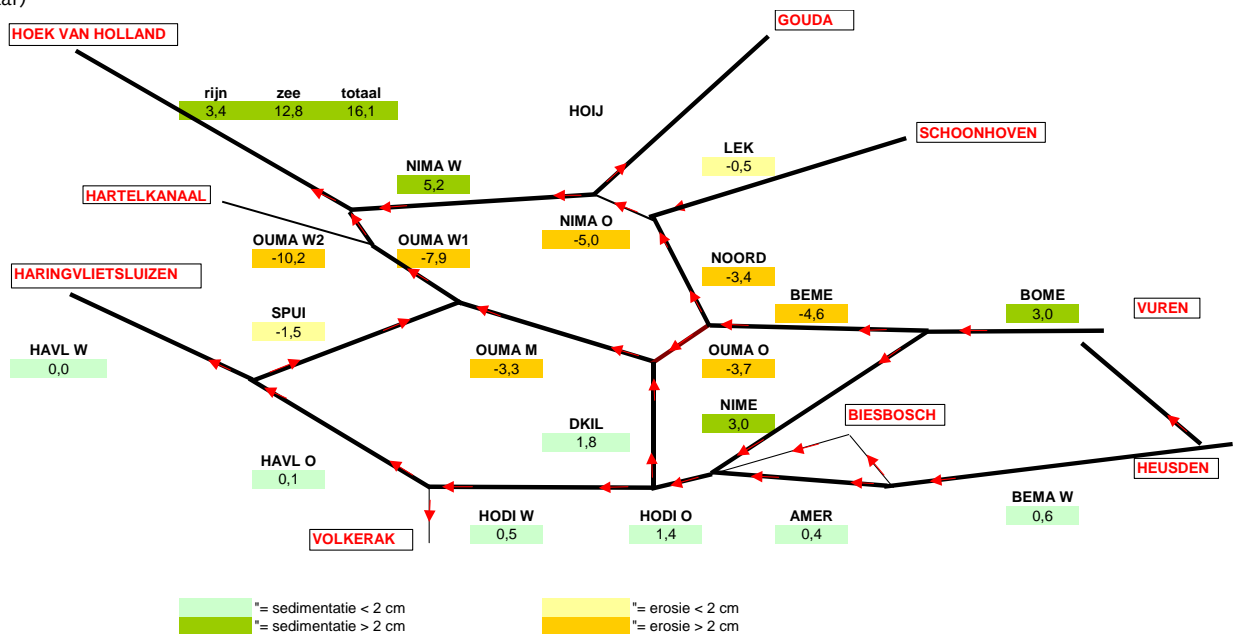 aar)
HOEK VAN HOLLAND
GOUDA
rijn zee totaal
3,4 12,8 16,1
HOIJ
SCHOONHOVEN
LEK
-0,5
NIMA W
5,2
HARTELKANAAL
NIMA O
-5,0
OUMA W2
-10,2
OUMA W1
-7,9
NOORD
-3,4
HARINGVLIETSLUIZEN
BEME
-4,6
BOME
3,0
VUREN
SPUI
-1,5
HAVL W
0,0
OUMA M
-3,3
OUMA O
-3,7
NIME
3,0
BIESBOSCH
DKIL
1,8
HAVL O
0,1
HEUSDEN
BEMA W
0,6
HODI W
0,5
HODI O
1,4
AMER
0,4
VOLKERAK
"= sedimentatie < 2 cm
"= erosie < 2 cm
"= sedimentatie > 2 cm
"= erosie > 2 cm